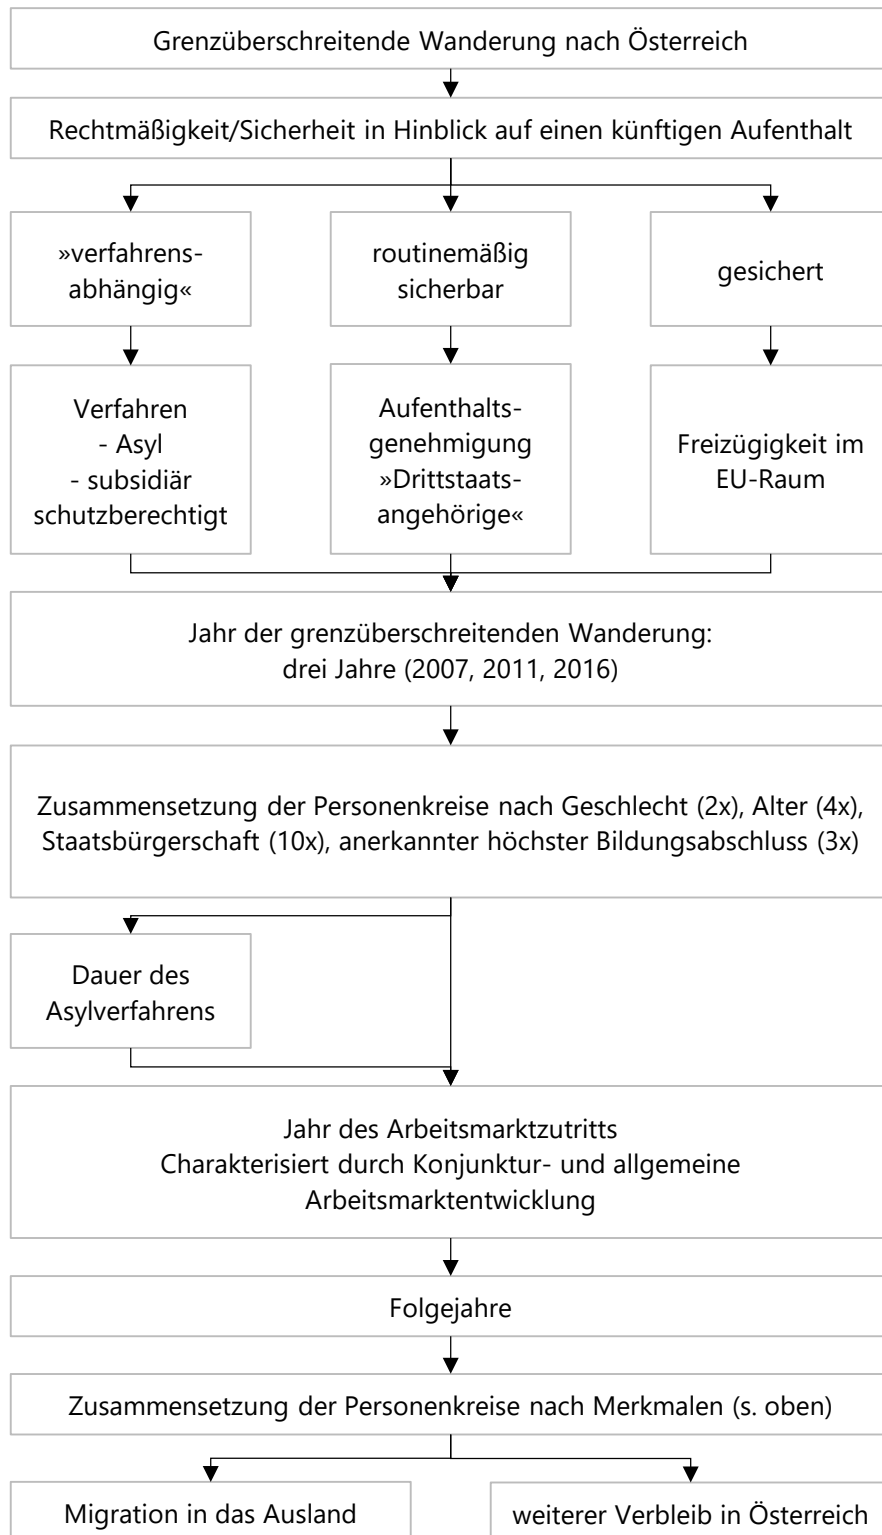 Grenzüberschreitende Wanderung nach Österreich
Rechtmäßigkeit/Sicherheit in Hinblick auf einen künftigen Aufenthalt
»verfahrens-
abhängig«
routinemäßig
sicherbar
gesichert
Verfahren
- Asyl
- subsidiär
schutzberechtigt
Aufenthalts-
genehmigung
»Drittstaats-
angehörige«
Freizügigkeit im
EU-Raum
Jahr der grenzüberschreitenden Wanderung:
drei Jahre (2007, 2011, 2016)
Zusammensetzung der Personenkreise nach Geschlecht (2x), Alter (4x),
Staatsbürgerschaft (10x), anerkannter höchster Bildungsabschluss (3x)
Dauer des
Asylverfahrens
Jahr des Arbeitsmarktzutritts
Charakterisiert durch Konjunktur- und allgemeine
Arbeitsmarktentwicklung
Folgejahre
Zusammensetzung der Personenkreise nach Merkmalen (s. oben)
Migration in das Ausland
weiterer Verbleib in Österreich